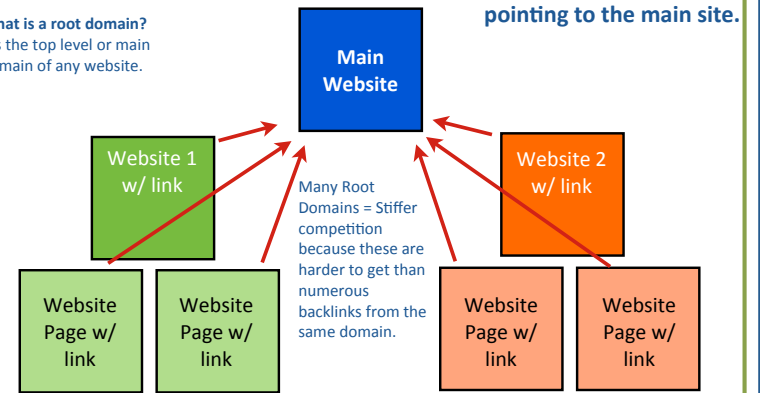 hat is a root domain?
s the top level or main
main of any website.
pointing to the main site.
Main
Website
Website 1
w/ link
Website 2
w/ link
Many Root
Domains = Stiffer
competition
because these are
harder to get than
numerous
backlinks from the
same domain.
Website
Page w/
link
Website
Page w/
link
Website
Page w/
link
Website
Page w/
link